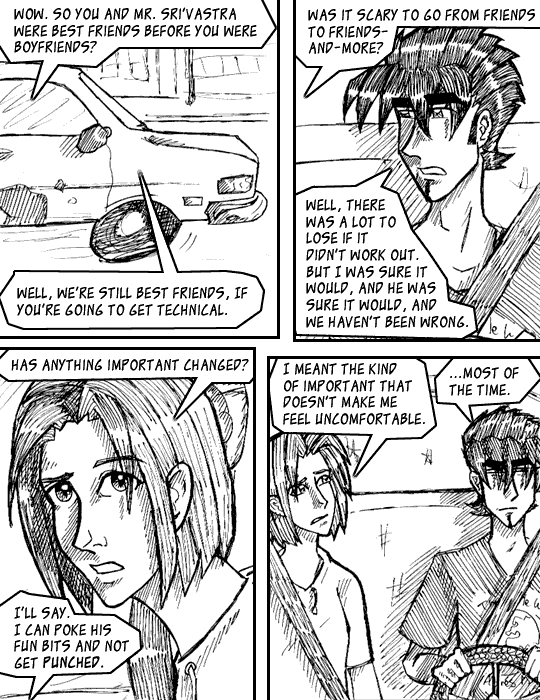 WOW. SO YOU AND MR. SRI'VASTRA
WERE BEST FRIENDS BEFORE YOU WERE
BOYFRIENDS?
WELL, WE'RE STILL BEST FRIENDS, IF
YOU'RE GOING TO GET TECHNICAL.
WAS IT SCARY TO GO FROM FRIENDS
TO FRIENDS-
AND-MORE?
WELL, THERE
WAS A LOT TO
LOSE IF IT
DIDN'T WORK OUT.
BUT I WAS SURE IT
WOULD, AND HE WAS
SURE IT WOULD, AND
WE HAVEN'T BEEN WRONG.
HAS ANYTHING IMPORTANT CHANGED?
I'LL SAY.
I CAN POKE HIS
FUN BITS AND NOT
GET PUNCHED.
I MEANT THE KIND
OF IMPORTANT THAT
DOESN'T MAKE ME
FEEL UNCOMFORTABLE.
...MOST OF
THE TIME.